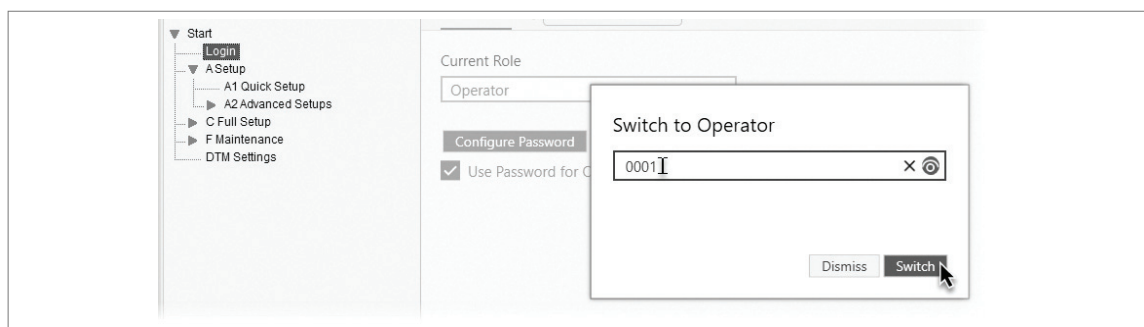 Start
Login
A Setup
A1 Quick Setup
A2 Advanced Setups
C Full Setup
F Maintenance
DTM Settings
Current Role
Operator
Configure Password
Use Password for
Switch to Operator
0001
Dismiss
Switch